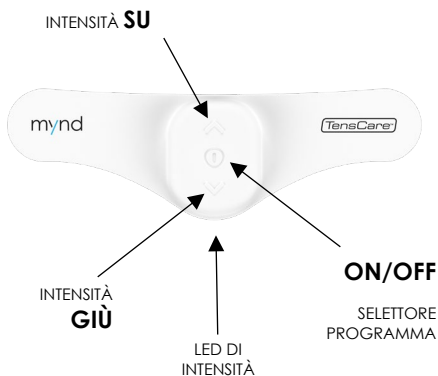 INTENSITÀ SU
mynd
TensCare
ON/OFF
INTENSITÀ
GIÙ
SELETTORE
PROGRAMMA
LED DI
INTENSITÀ